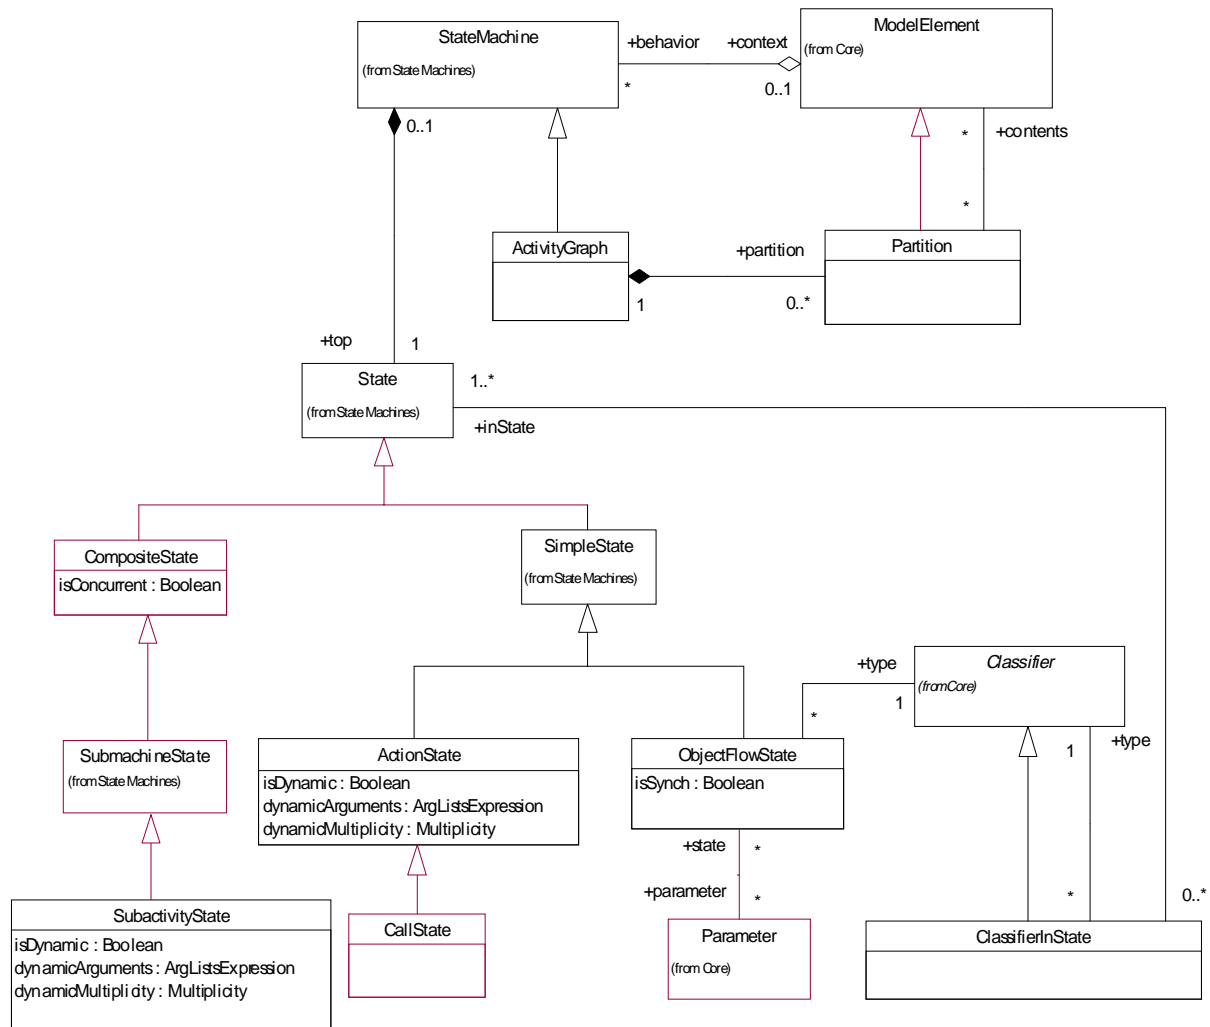 StateMachine
(from State Machines)
+behavior
+context
*
0..1
ModelElement
(from Core)
0..1
*
+contents
*
ActivityGraph
+partition
1
0..*
Partition
+top
1
State
(from State Machines)
1..*
+inState
CompositeState
isConcurrent : Boolean
SimpleState
(from State Machines)
+type
1
*
Classifier
(from Core)
1
+type
SubmachineState
(from State Machines)
ActionState
isDynamic : Boolean
dynamicArguments : ArgListsExpression
dynamicMultiplicity : Multiplicity
ObjectFlowState
isSynch : Boolean
+state
*
+parameter
*
*
0..*
SubactivityState
isDynamic : Boolean
dynamicArguments : ArgListsExpression
dynamicMultiplicity : Multiplicity
CallState
Parameter
(from Core)
ClassifierInState